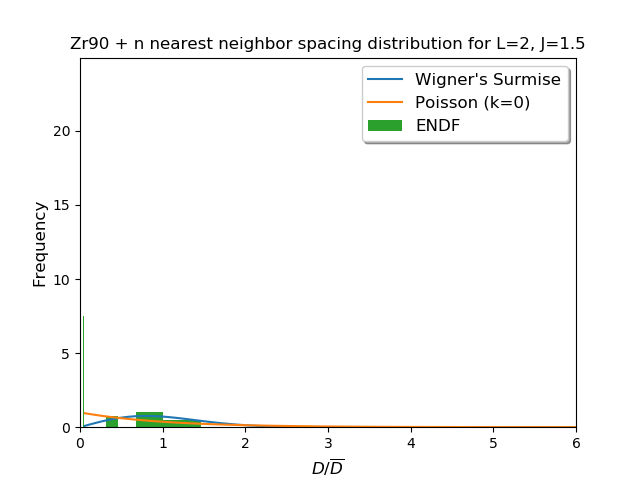 Zr90 + n nearest neighbor spacing distribution for L=2, J=1.5
Wigner's Surmise
Poisson (k=0)
ENDF
Frequency
20
15
10
5
0
0 1 2 3 4 5 6
D/D̅